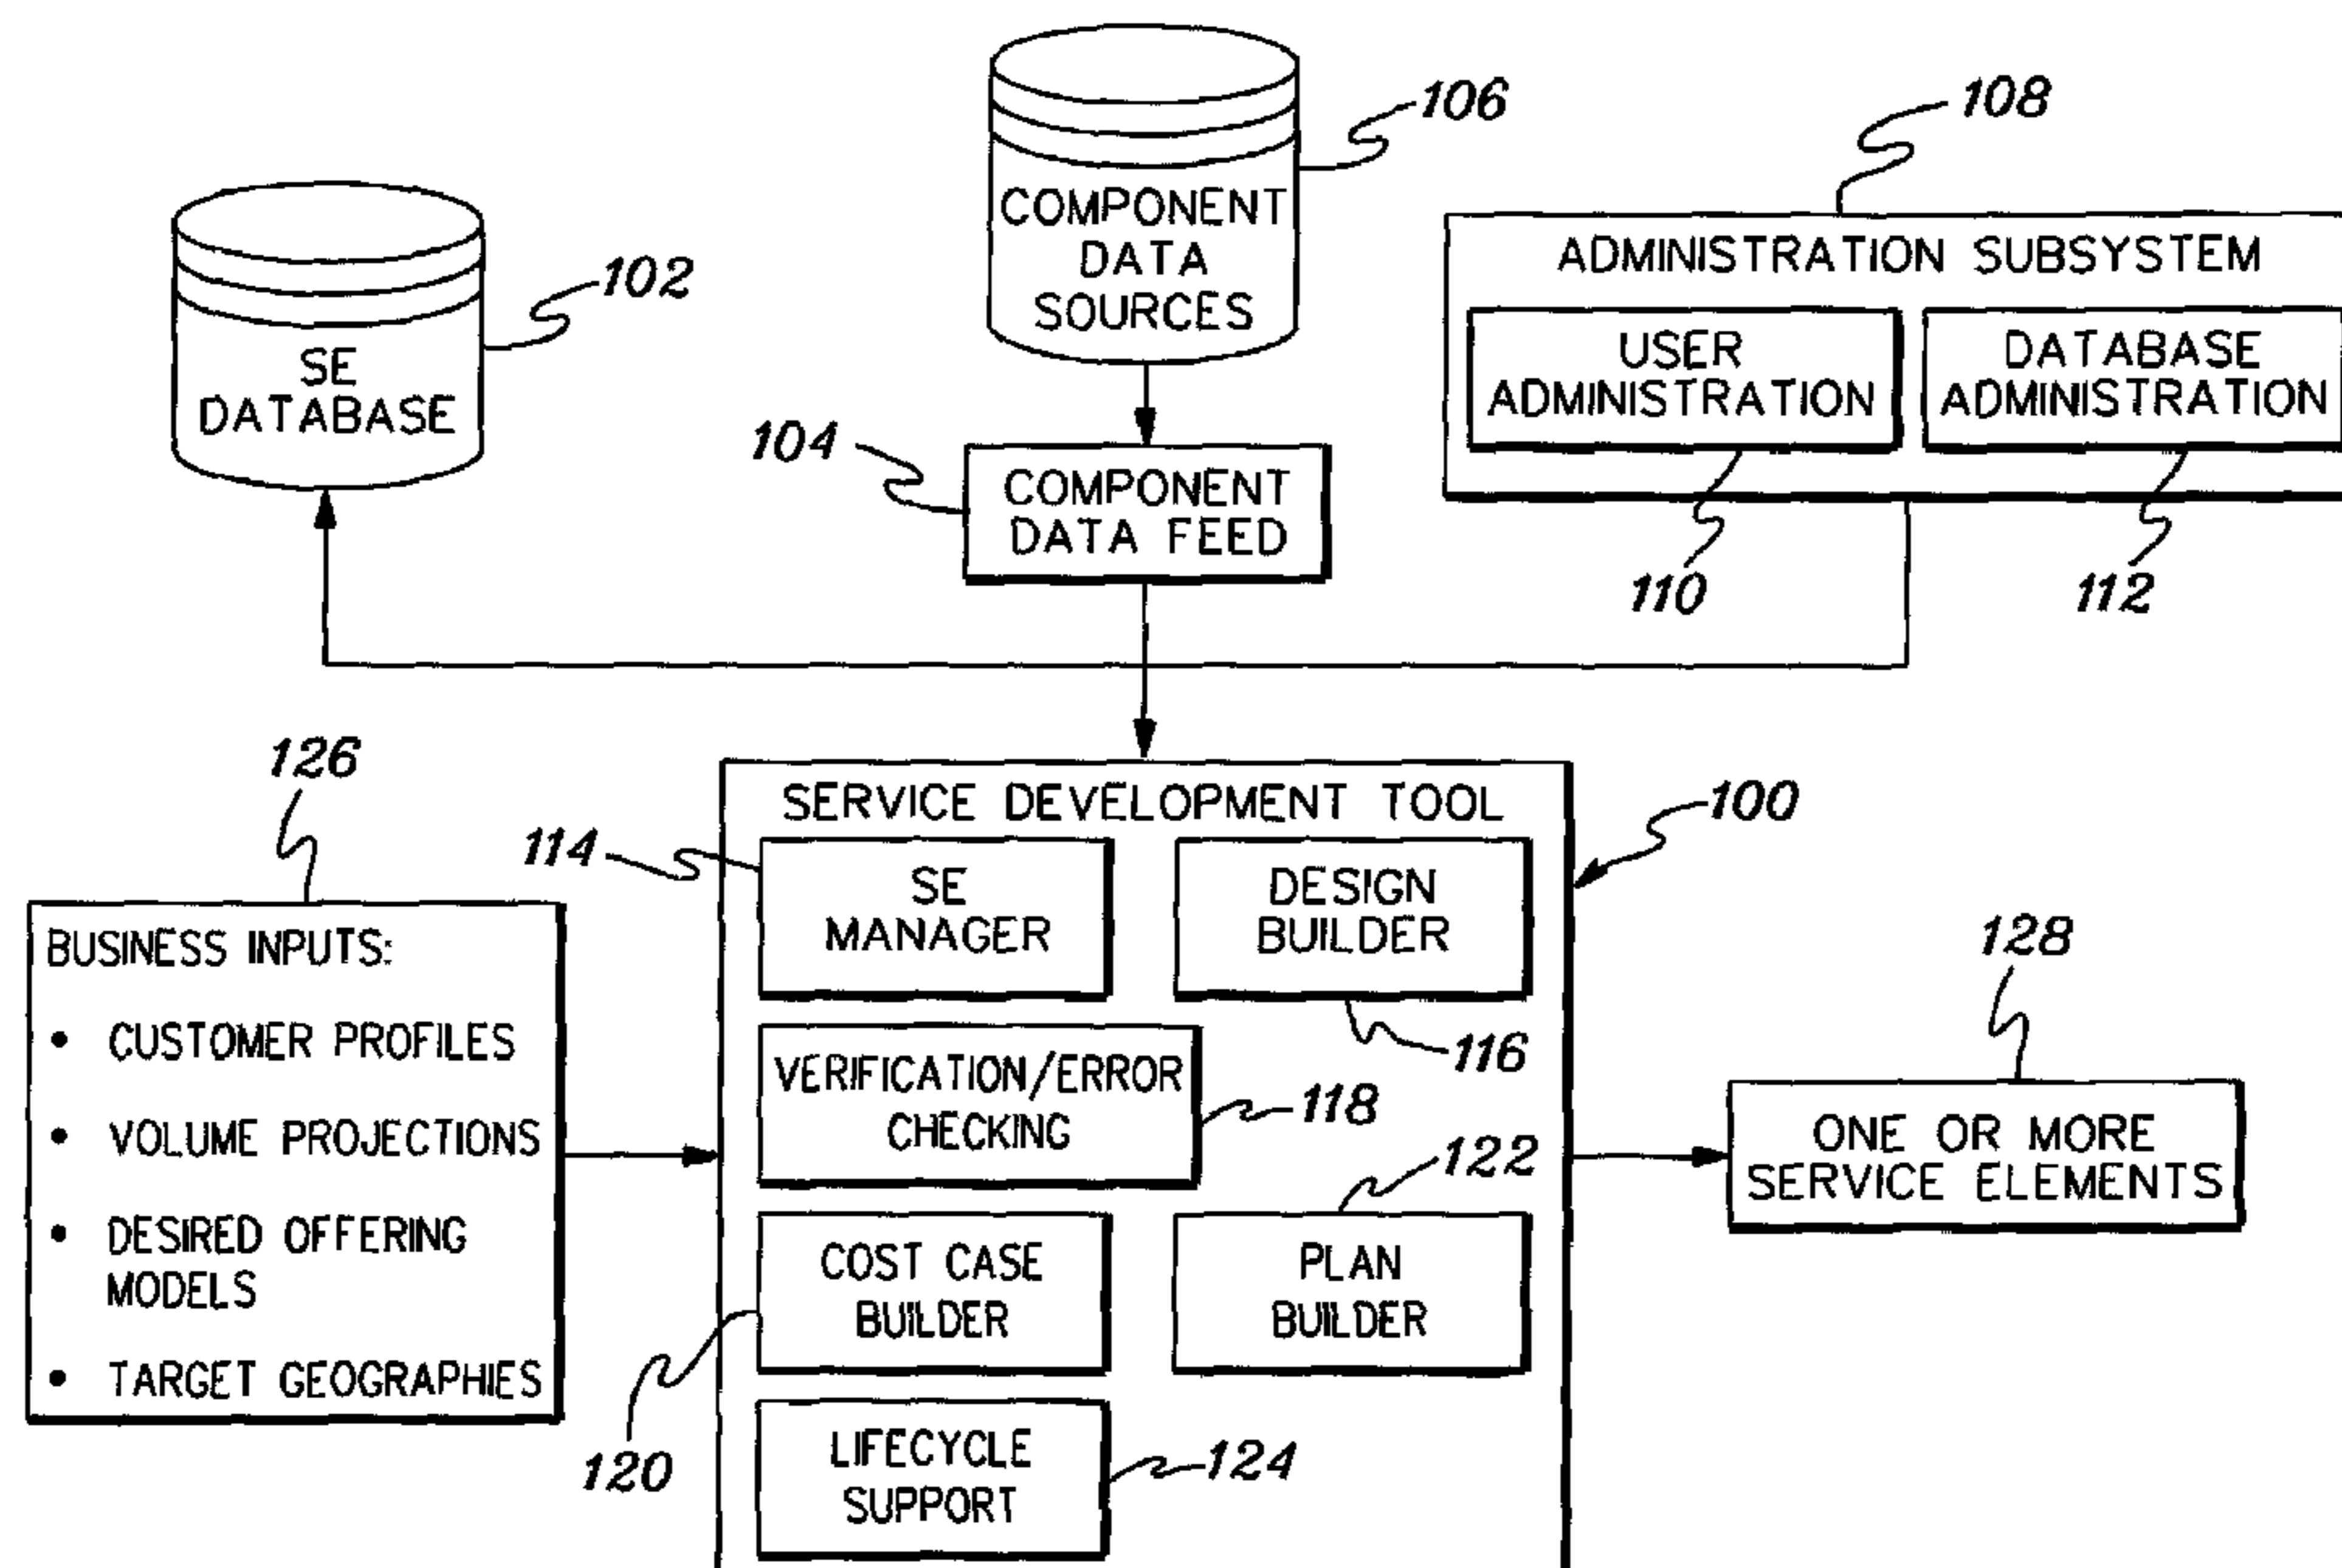 106
108
COMPONENT
DATA
SOURCES
ADMINISTRATION SUBSYSTEM
102
SE
DATABASE
USER
ADMINISTRATION
DATABASE
ADMINISTRATION
104
COMPONENT
DATA FEED
110
112
126
SERVICE DEVELOPMENT TOOL
100
114
SE
MANAGER
DESIGN
BUILDER
116
BUSINESS INPUTS:
• CUSTOMER PROFILES
• VOLUME PROJECTIONS
• DESIRED OFFERING
MODELS
• TARGET GEOGRAPHIES
VERIFICATION/ERROR
CHECKING
118
122
128
ONE OR MORE
SERVICE ELEMENTS
COST CASE
BUILDER
PLAN
BUILDER
120
LIFECYCLE
SUPPORT
124